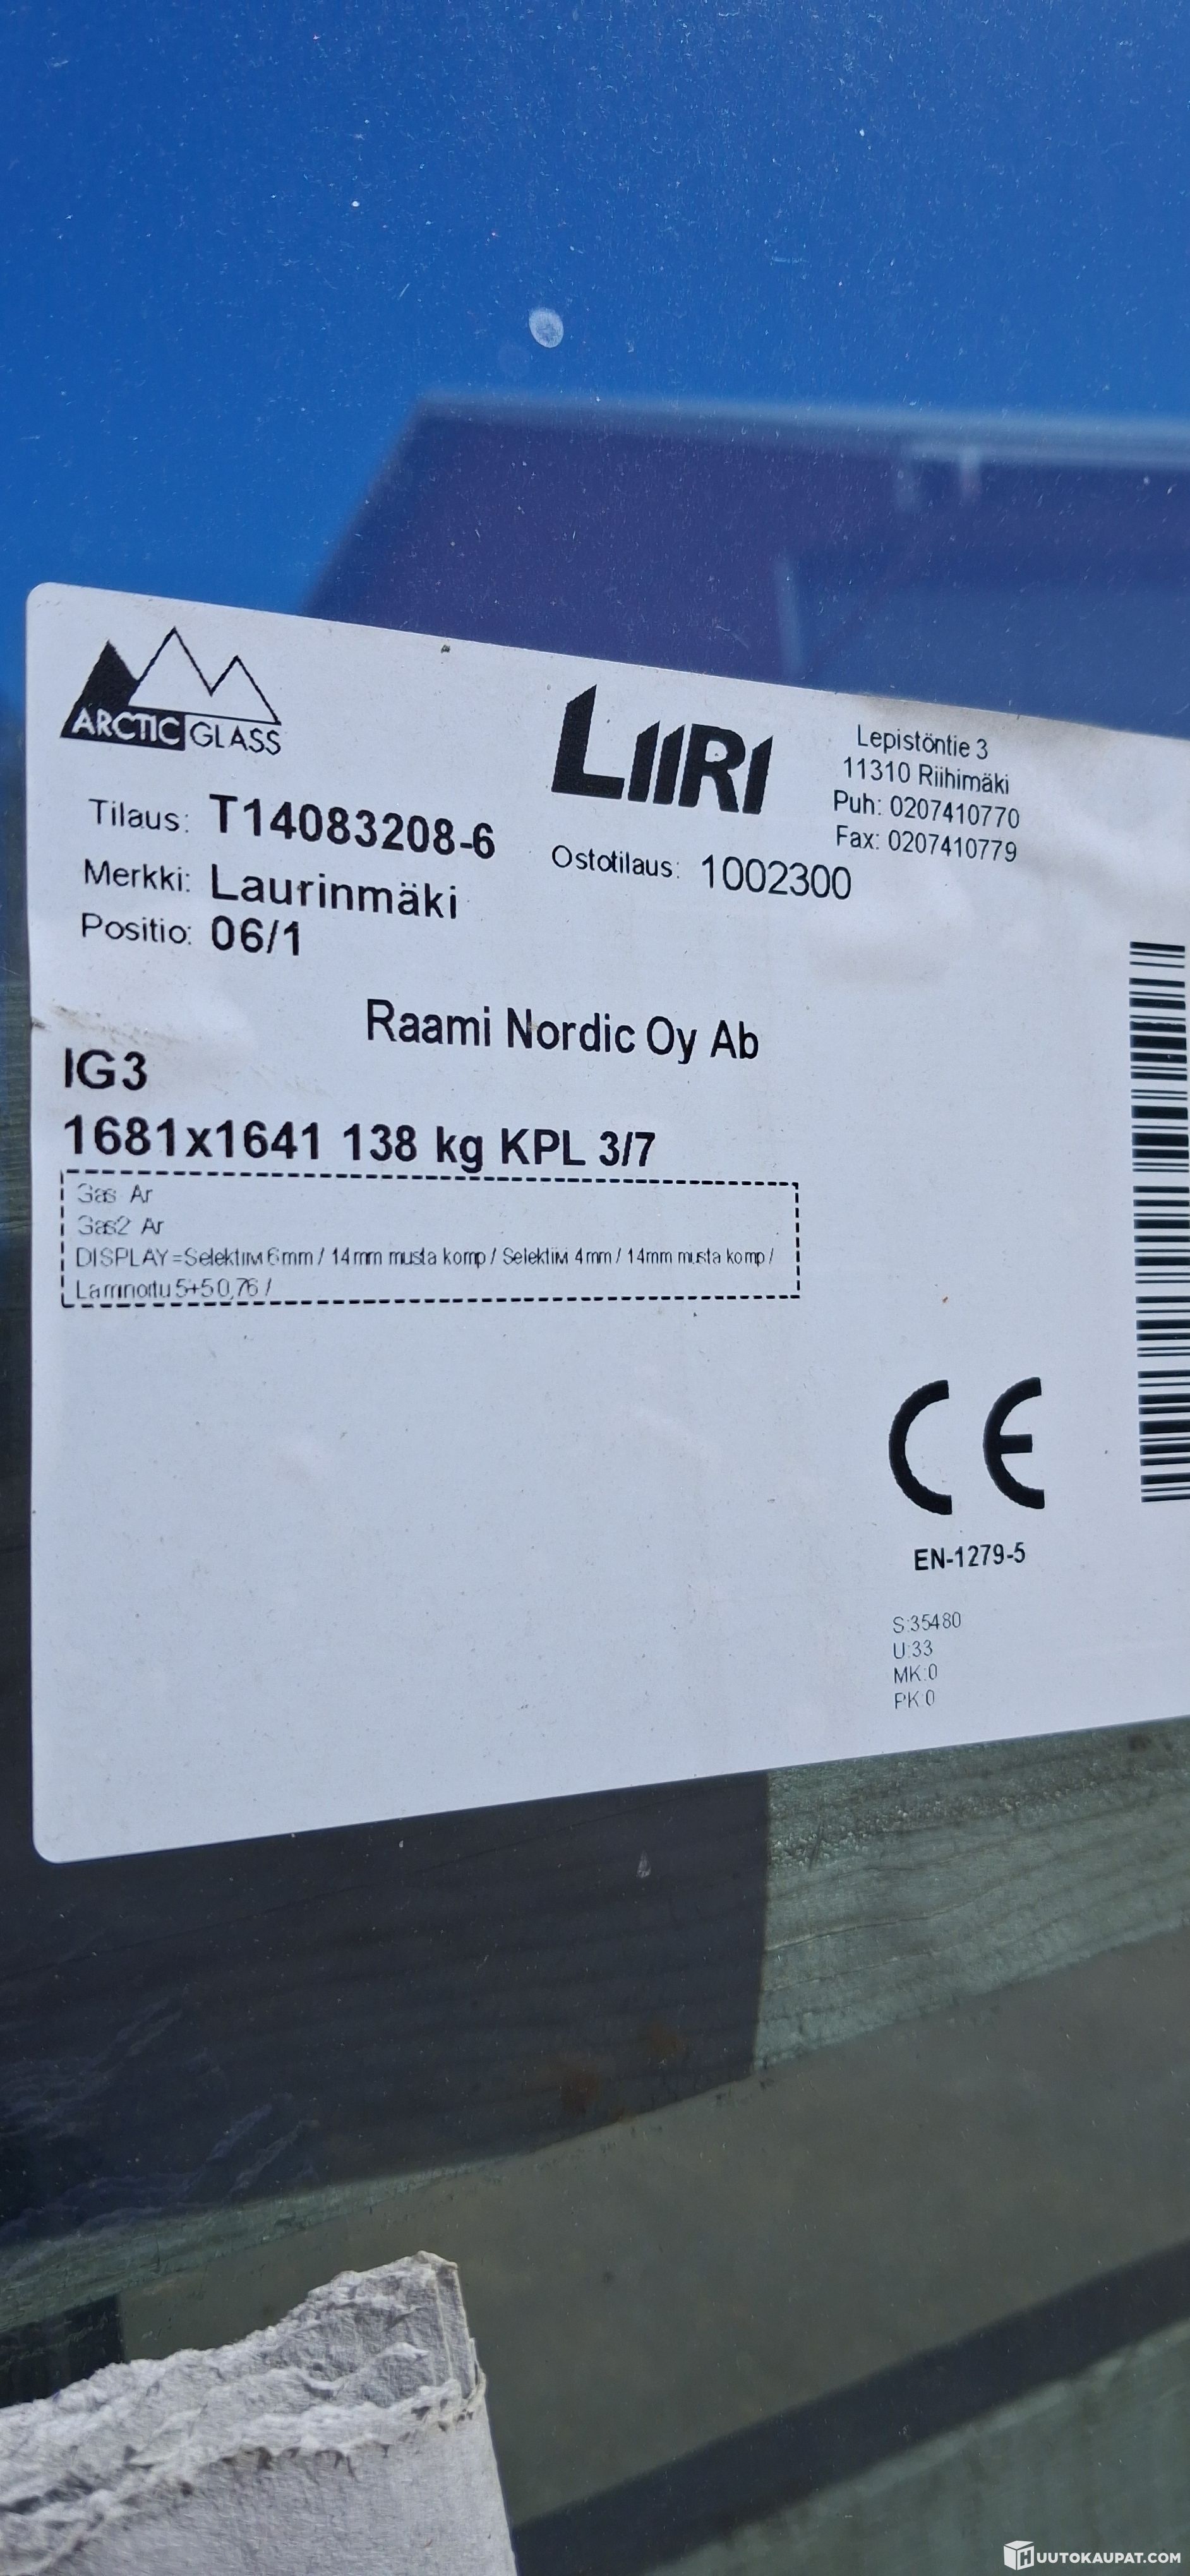 ARCTIC GLASS
LIIRI
Lepistöntie 3
11310 Riihimäki
Puh: 0207410770
Fax: 0207410779
Tilaus: T14083208-6
Ostotilaus: 1002300
Merkki: Laurinmäki
Positio: 06/1
Raami Nordic Oy Ab
IG3
1681x1641 138 kg KPL 3/7
Gas Ar
Gas2 Ar
DISPLAY=Selektiivi 6mm / 14mm musta komp / Selektiivi 4mm / 14mm musta komp /
Laminoitu 5+5 0,76 /
CE
EN-1279-5
S:35480
U:33
MK:0
PK:0
HUUTOKAUPAT.COM